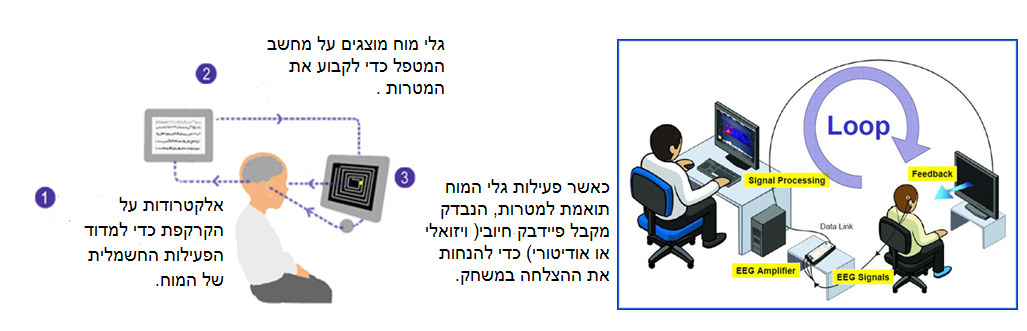 1
אלקטרודות על
הקרקפת כדי למדוד
הפעילות החשמלית
של המוח.
2
גלי מוח מוצגים על מחשב
המטפל כדי לקבוע את
המטרות .
3
כאשר פעילות גלי המוח
תואמת למטרות, הנבדק
מקבל פיידבק חיובי( ויזואלי
או אודיטורי) כדי להנחות
את ההצלחה במשחק.
Loop
Signal Processing
Feedback
Data Link
EEG Amplifier
EEG Signals